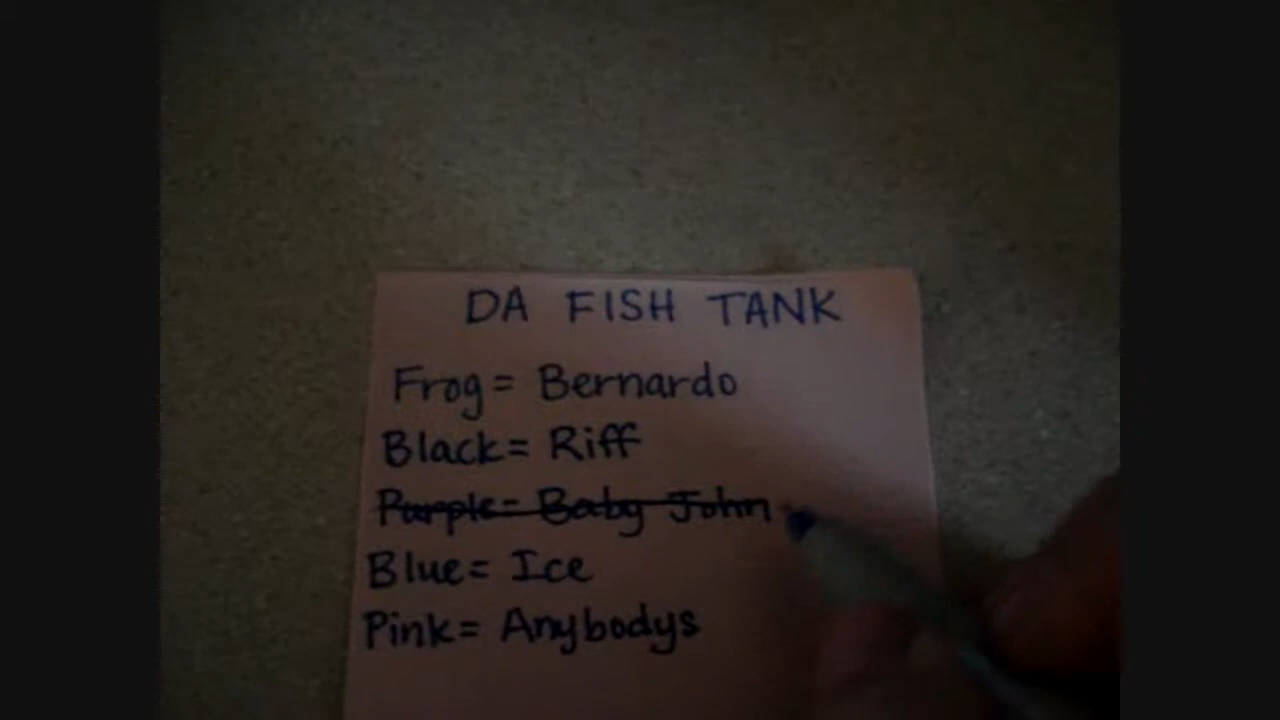 DA FISH TANK
Frog= Bernardo
Black= Riff
Purple- Baby John
Blue= Ice
Pink= Anybodys